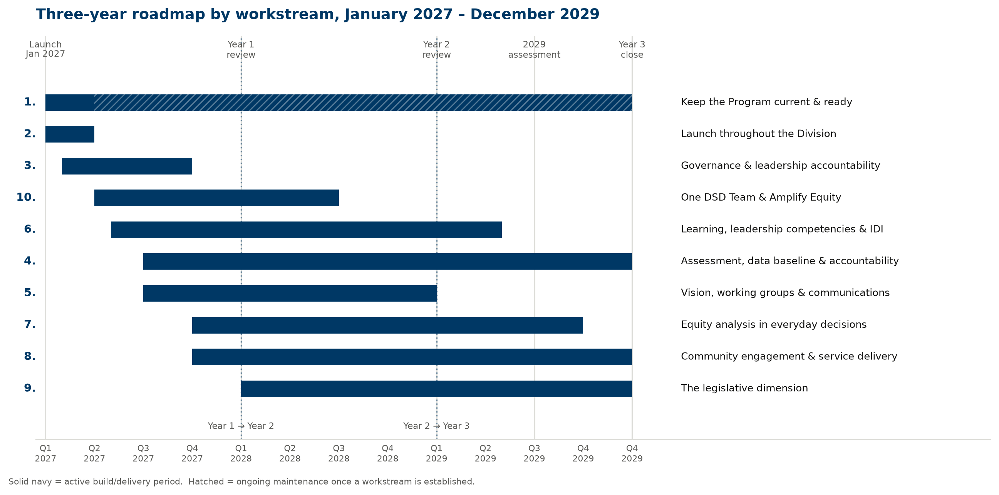 Three-year roadmap by workstream, January 2027 – December 2029
Launch
Jan 2027
Year 1
review
Year 2
review
2029
assessment
Year 3
close
1. Keep the Program current & ready
2. Launch throughout the Division
3. Governance & leadership accountability
10. One DSD Team & Amplify Equity
6. Learning, leadership competencies & IDI
4. Assessment, data baseline & accountability
5. Vision, working groups & communications
7. Equity analysis in everyday decisions
8. Community engagement & service delivery
9. The legislative dimension
Year 1 → Year 2
Year 2 → Year 3
Q1
2027
Q2
2027
Q3
2027
Q4
2027
Q1
2028
Q2
2028
Q3
2028
Q4
2028
Q1
2029
Q2
2029
Q3
2029
Q4
2029
Q4
2029
Solid navy = active build/delivery period.  Hatched = ongoing maintenance once a workstream is established.